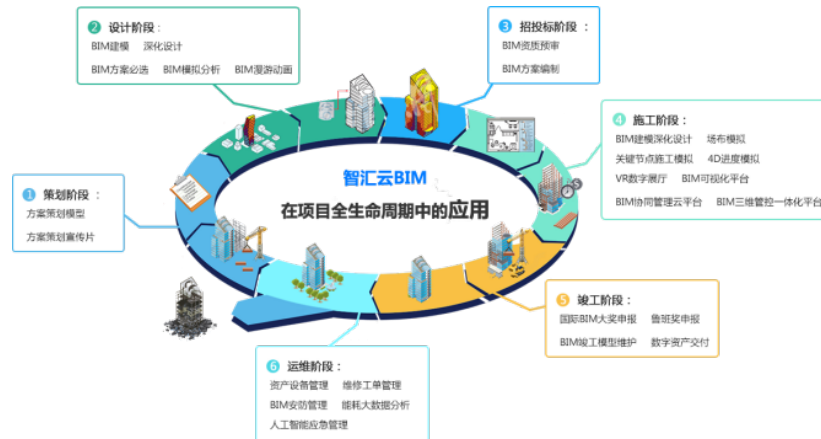 2 设计阶段：
BIM建模 深化设计
BIM方案必选 BIM模拟分析 BIM漫游动画
3 招投标阶段：
BIM资质预审
BIM方案编制
4 施工阶段：
BIM建模深化设计 场布模拟
关键节点施工模拟 4D进度模拟
VR数字展厅 BIM可视化平台
BIM协同管理云平台 BIM三维管控一体化平台
1 策划阶段：
方案策划模型
方案策划宣传片
智汇云BIM
在项目全生命周期中的应用
5 竣工阶段：
国际BIM大奖申报 鲁班奖申报
BIM竣工模型维护 数字资产交付
6 运维阶段：
资产设备管理 维修工单管理
BIM安防管理 能耗大数据分析
人工智能应急管理